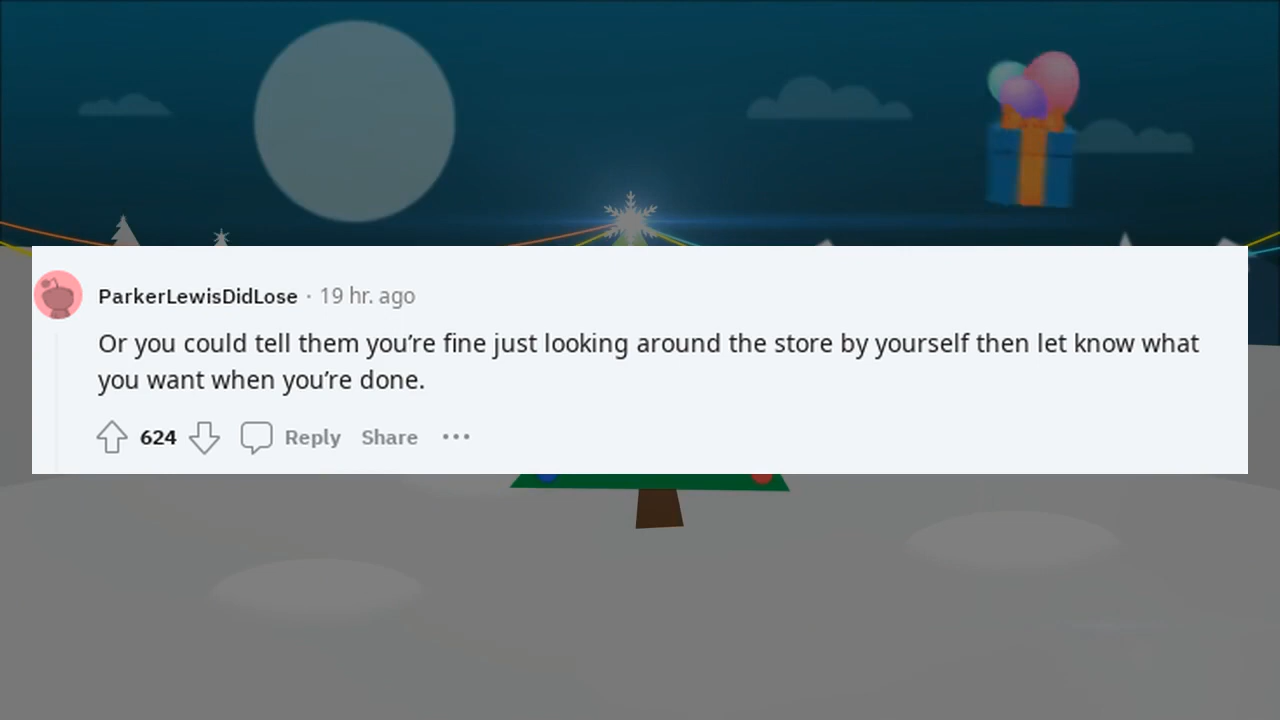 ParkerLewisDidLose · 19 hr. ago
Or you could tell them you’re fine just looking around the store by yourself then let know what
you want when you’re done.
624 Reply Share ···